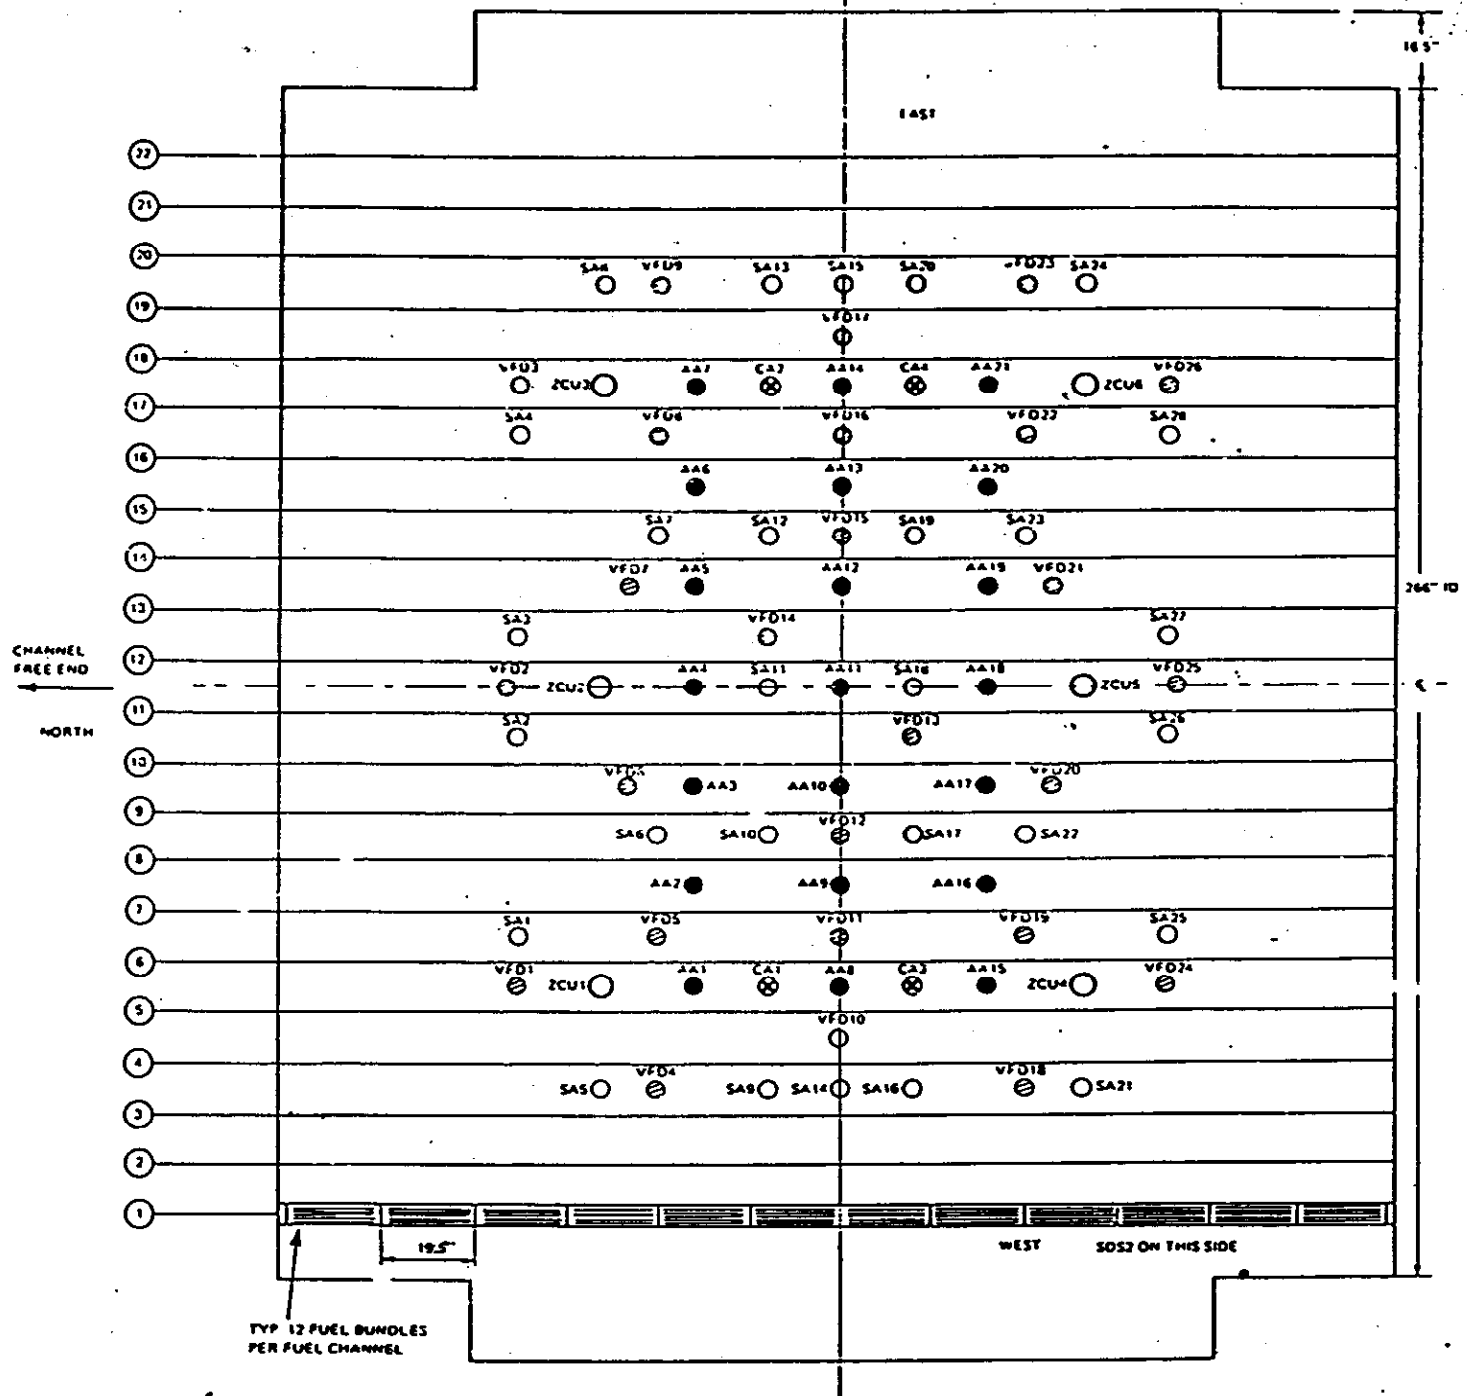 16.5"
EAST
22
21
20
SA15 SA20 SA24
VFD9 SA13
19
VFD17
18
VFD3 ZCU3 AA7 CA2 AA14 CA4 AA21 ZCU6 VFD26
17
SA4 VFD16 VFD22 SA28
16
AA6 AA13 AA20
15
SA7 SA12 VFD15 SA19 SA23
14
VFD7 AA5 AA12 AA19 VFD21
266" ID
13
SA3 VFD14 SA27
12
CHANNEL
FREE END
VFD2 ZCU2 AA4 SA11 AA11 SA18 AA18 ZCU5 VFD25
11
NORTH
SA2 VFD13 SA26
10
AA3 AA10 AA17 VFD20
9
SA6 SA10 VFD12 SA17 SA22
8
AA2 AA9 AA16
7
SA1 VFD5 VFD11 VFD19 SA25
6
VFD1 ZCU1 AA1 CA1 AA8 CA3 AA15 ZCU4 VFD24
5
VFD10
4
SA5 VFD4 SA9 SA14 SA16 VFD18 SA21
3
2
1
19.5"
WEST SDS2 ON THIS SIDE
TYP 12 FUEL BUNDLES
PER FUEL CHANNEL